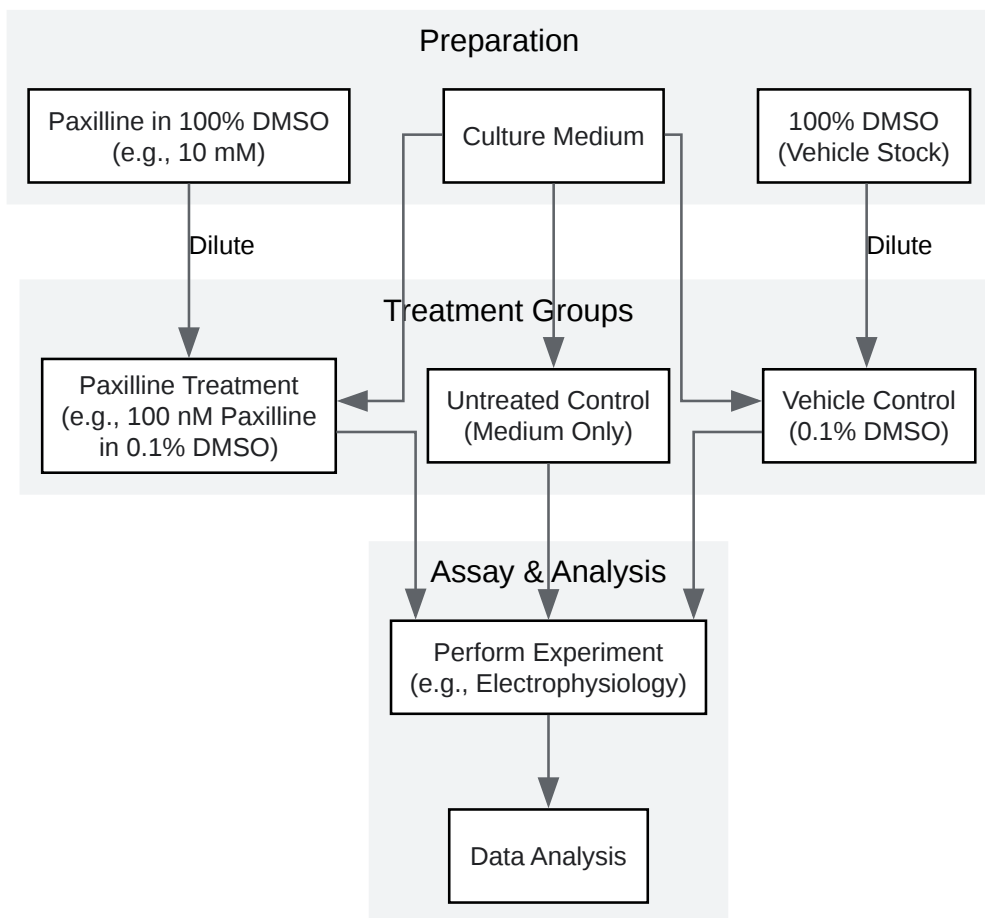 Preparation
Paxilline in 100% DMSO
(e.g., 10 mM)
Culture Medium
100% DMSO
(Vehicle Stock)
Dilute
Dilute
Treatment Groups
Paxilline Treatment
(e.g., 100 nM Paxilline
in 0.1% DMSO)
Untreated Control
(Medium Only)
Vehicle Control
(0.1% DMSO)
Assay & Analysis
Perform Experiment
(e.g., Electrophysiology)
Data Analysis